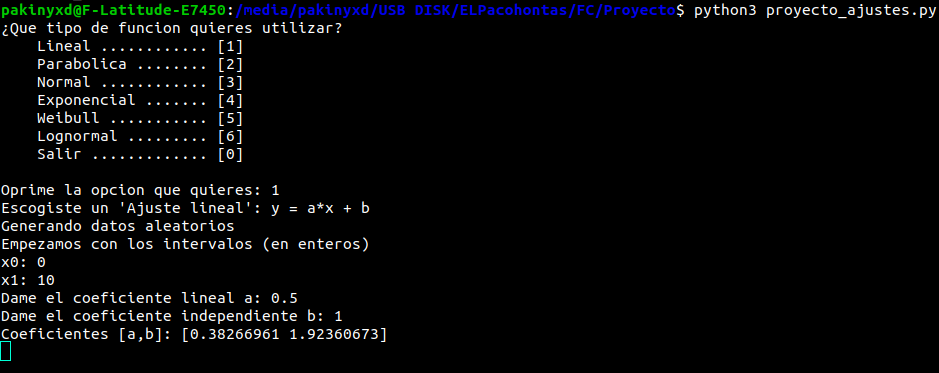 pakinyxd@F-Latitude-E7450:/media/pakinyxd/USB DISK/ELPacohontas/FC/Proyecto$ python3 proyecto_ajustes.py
¿Que tipo de funcion quieres utilizar?
    Lineal ............ [1]
    Parabolica ........ [2]
    Normal ............ [3]
    Exponencial ....... [4]
    Weibull ........... [5]
    Lognormal ......... [6]
    Salir ............. [0]

Oprime la opcion que quieres: 1
Escogiste un 'Ajuste lineal': y = a*x + b
Generando datos aleatorios
Empezamos con los intervalos (en enteros)
x0: 0
x1: 10
Dame el coeficiente lineal a: 0.5
Dame el coeficiente independiente b: 1
Coeficientes [a,b]: [0.38266961 1.92360673]